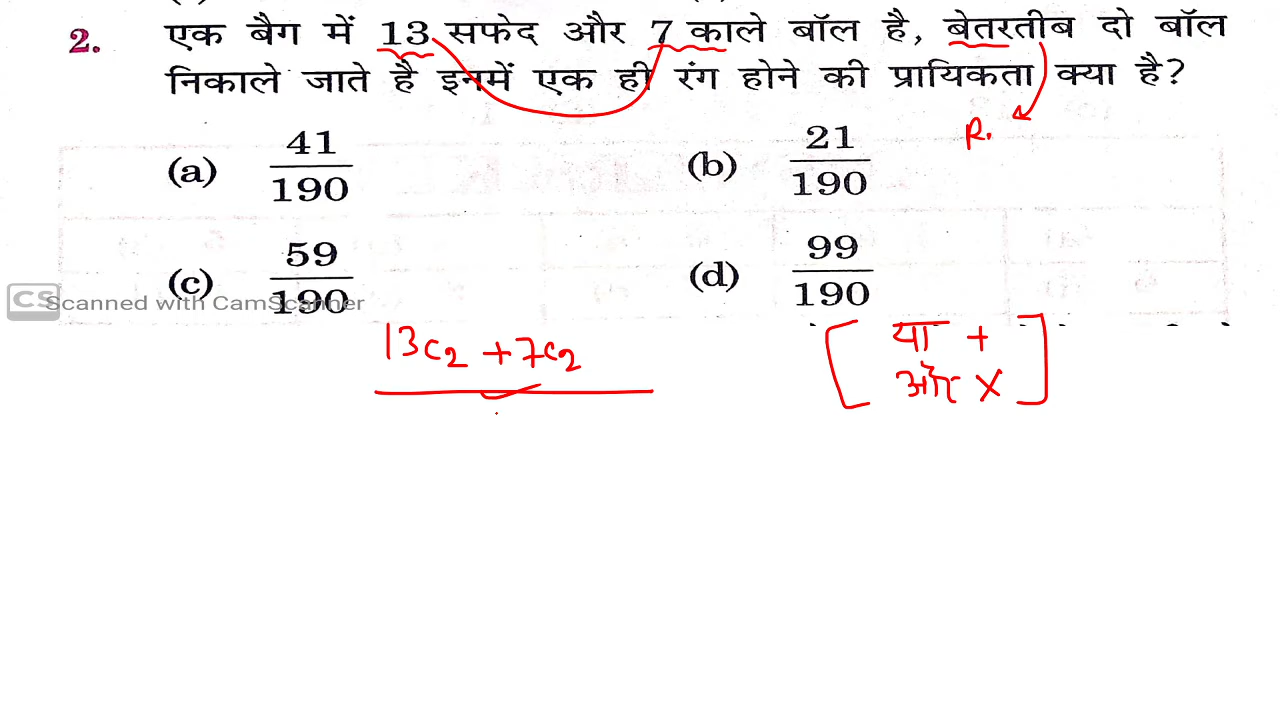 2. एक बैग में 13 सफेद और 7 काले बॉल है, बेतरतीब दो बॉल
निकाले जाते है इनमें एक ही रंग होने की प्रायिकता क्या है?
R.
(a) 41/190 (b) 21/190
(c) 59/190 (d) 99/190
CS Scanned with CamScanner
13c2 + 7c2
या +
और ×